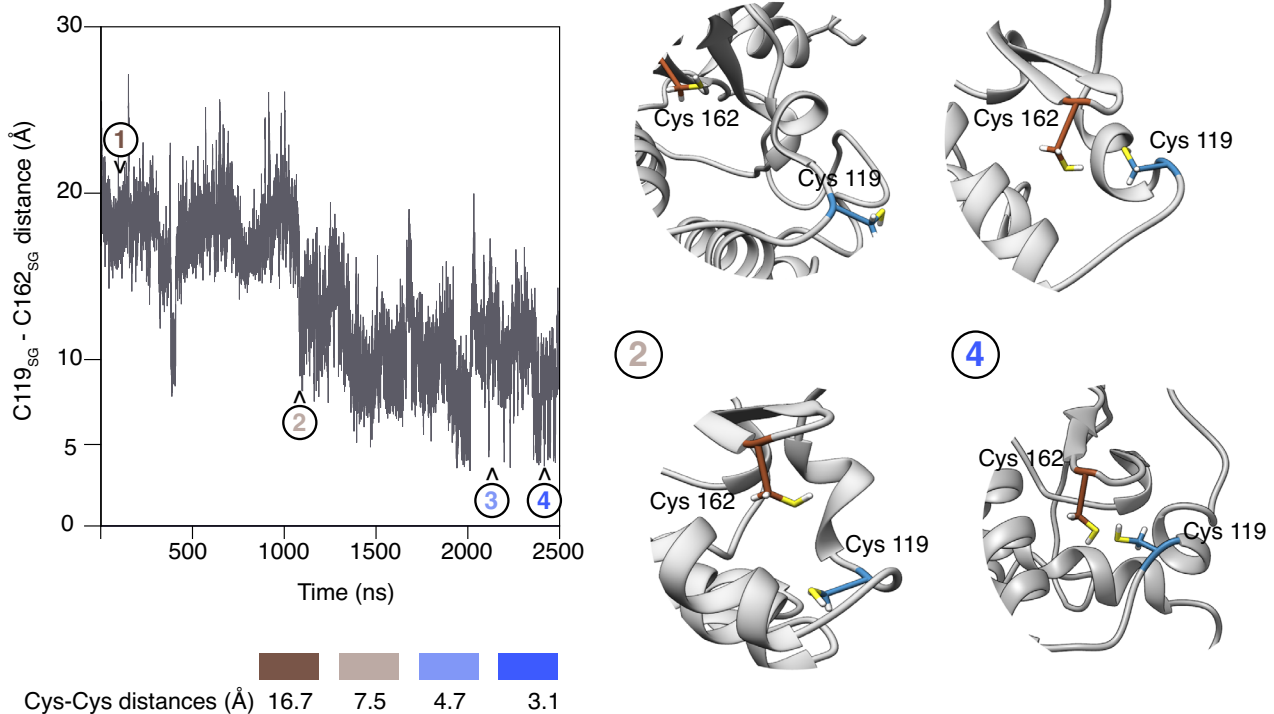 30
20
10
5
0
C119SG - C162SG distance (Å)
1
2
3
4
500
1000
1500
2000
2500
Time (ns)
Cys-Cys distances (Å)
16.7
7.5
4.7
3.1
Cys 162
Cys 119
Cys 162
Cys 119
2
4
Cys 162
Cys 119
Cys 162
Cys 119